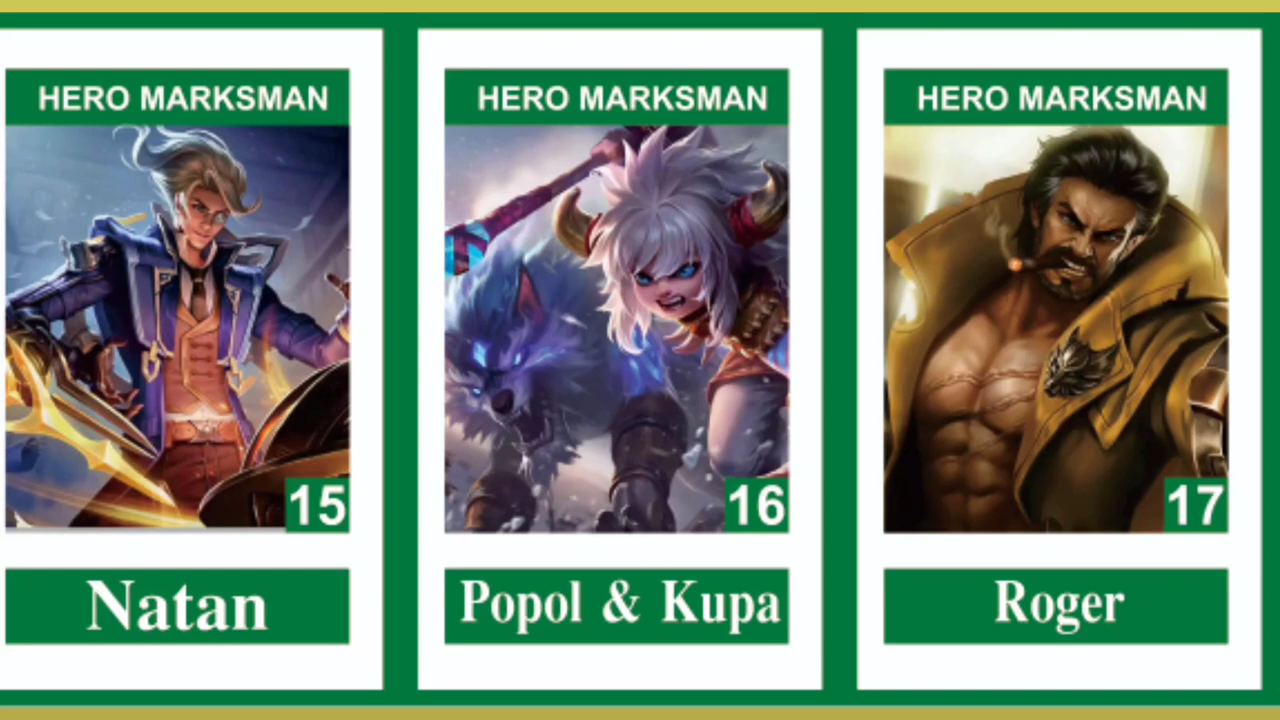 HERO MARKSMAN
15
Natan
HERO MARKSMAN
16
Popol & Kupa
HERO MARKSMAN
17
Roger